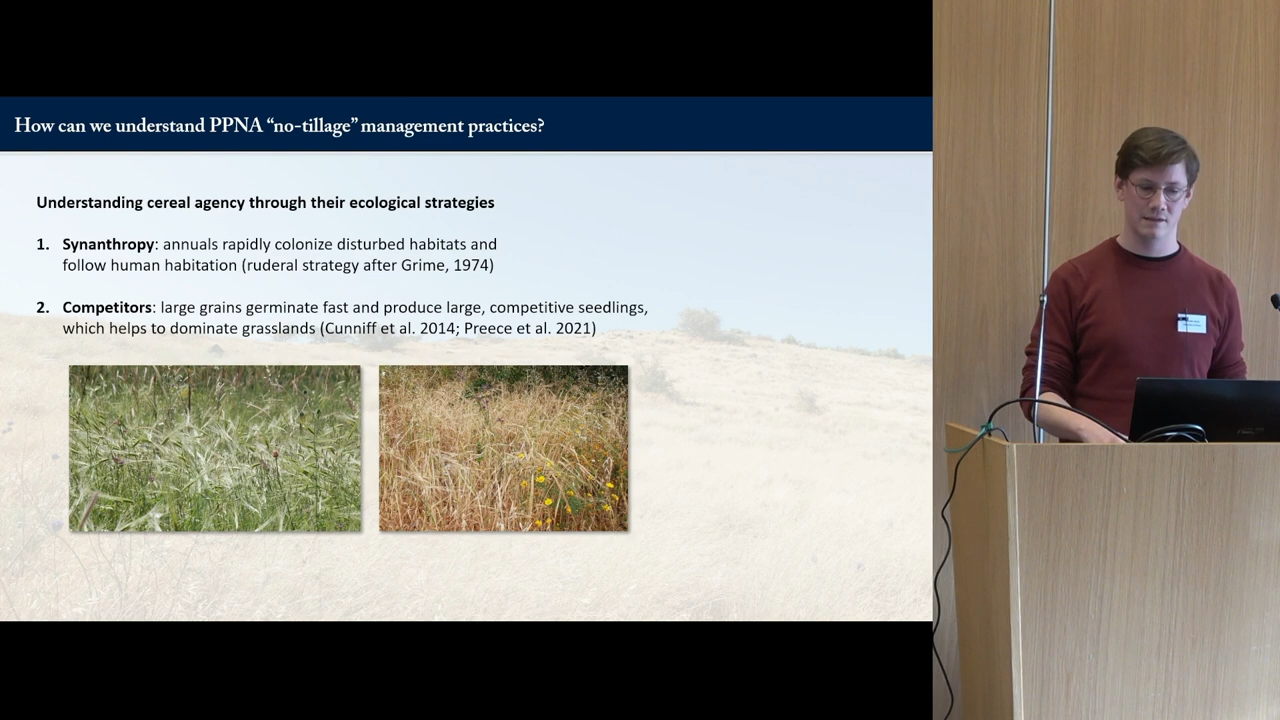 How can we understand PPNA “no-tillage” management practices?
Understanding cereal agency through their ecological strategies
1. Synanthropy: annuals rapidly colonize disturbed habitats and
follow human habitation (ruderal strategy after Grime, 1974)
2. Competitors: large grains germinate fast and produce large, competitive seedlings,
which helps to dominate grasslands (Cunniff et al. 2014; Preece et al. 2021)